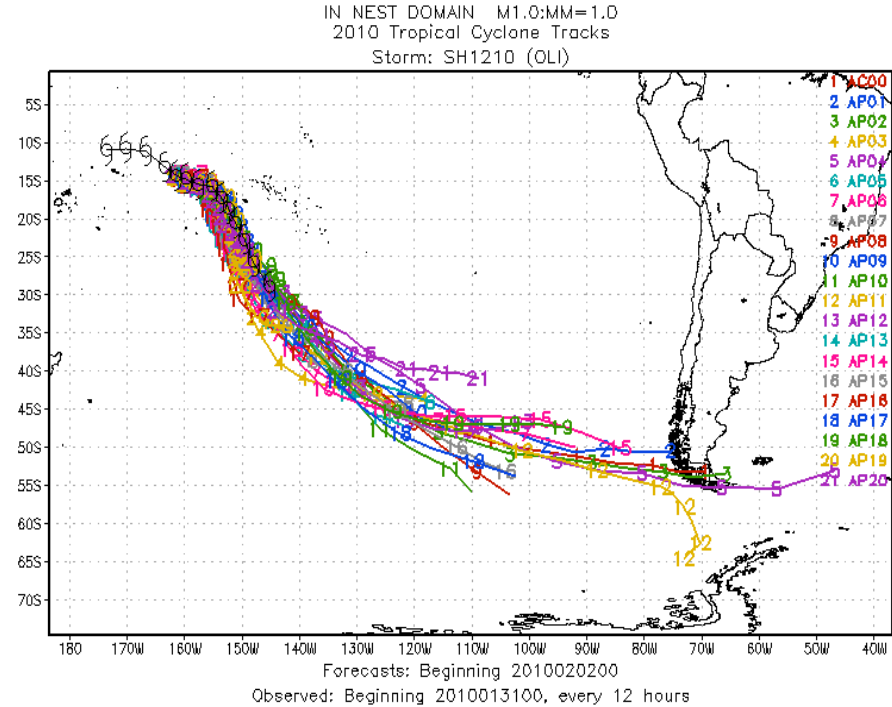 IN NEST DOMAIN M1.0:MM=1.0
2010 Tropical Cyclone Tracks
Storm: SH1210 (OLI)
1 AC00
2 AP01
3 AP02
4 AP03
5 AP04
6 AP05
7 AP06
8 AP07
9 AP08
10 AP09
11 AP10
12 AP11
13 AP12
14 AP13
15 AP14
16 AP15
17 AP16
18 AP17
19 AP18
20 AP19
21 AP20
5S
10S
15S
20S
25S
30S
35S
40S
45S
50S
55S
60S
65S
70S
180 170W 160W 150W 140W 130W 120W 110W 100W 90W 80W 70W 60W 50W 40W
Forecasts: Beginning 2010020200
Observed: Beginning 2010013100, every 12 hours